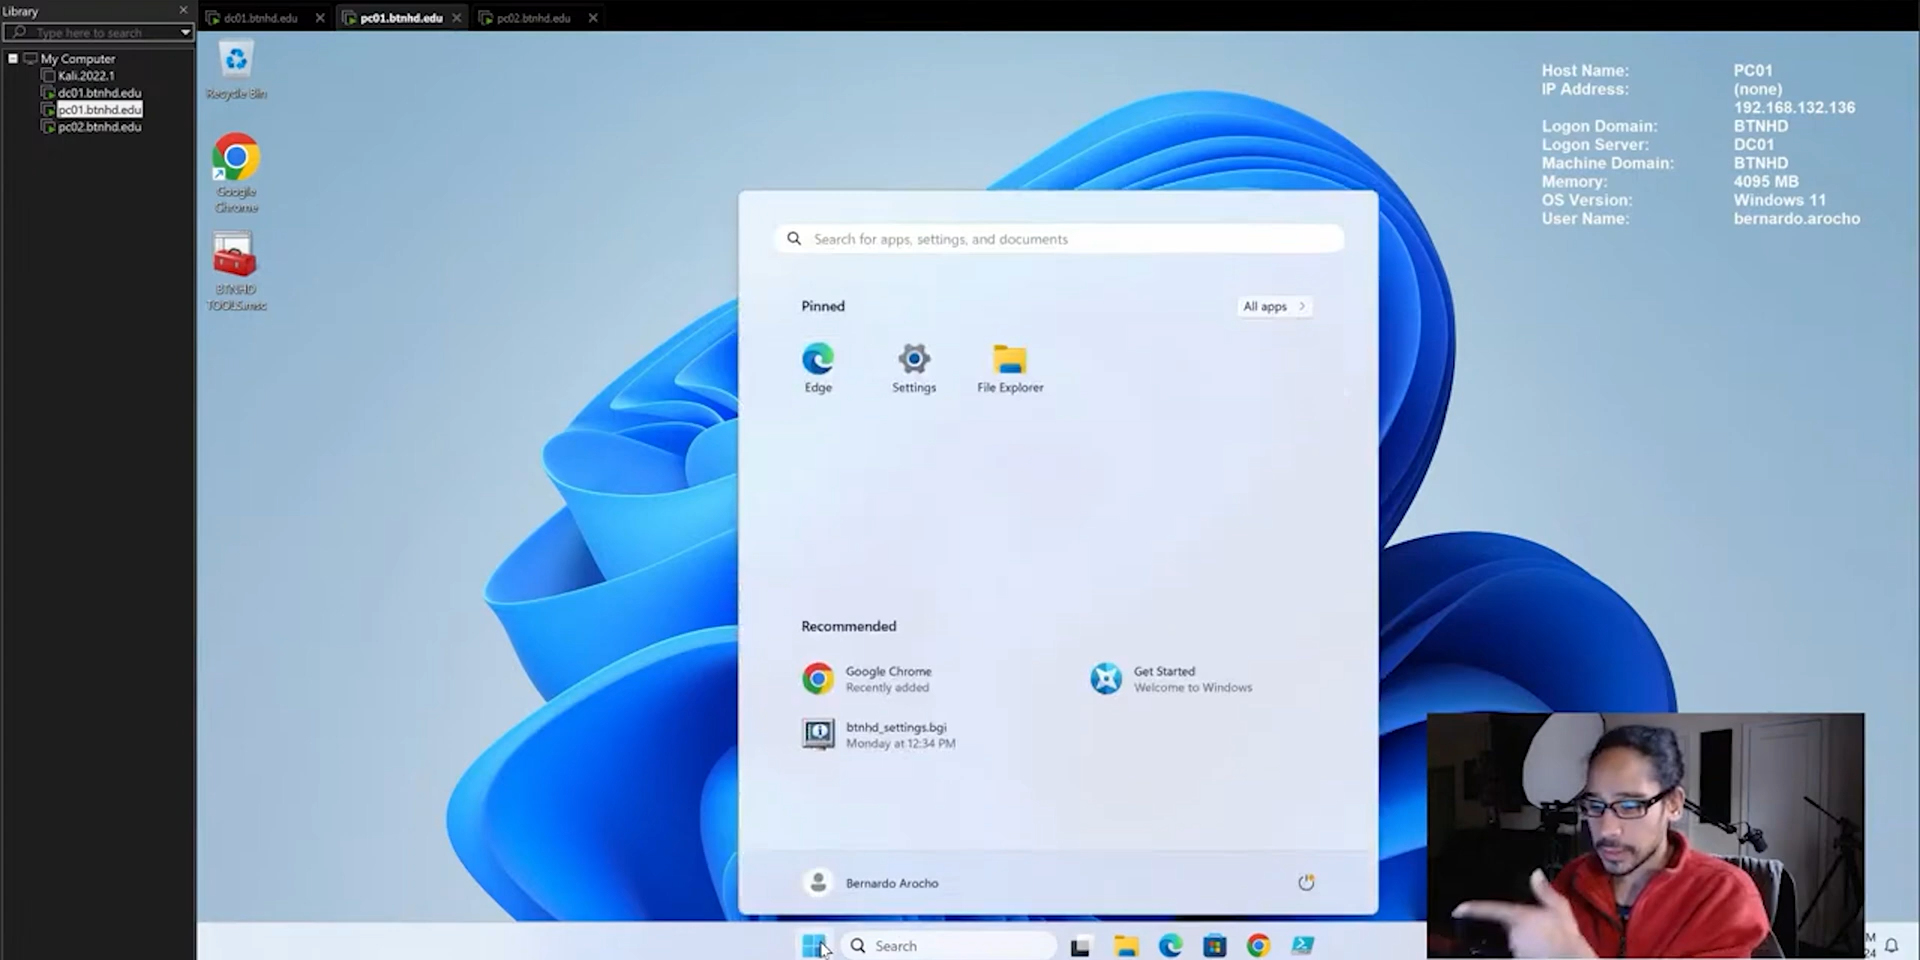 Library
Type here to search
My Computer
Kali.2022.1
dc01.btnhd.edu
pc01.btnhd.edu
pc02.btnhd.edu
dc01.btnhd.edu
pc01.btnhd.edu
pc02.btnhd.edu
Recycle Bin
Google
Chrome
BTNHD
TOOLS.msc
Host Name: PC01
IP Address: (none)
192.168.132.136
Logon Domain: BTNHD
Logon Server: DC01
Machine Domain: BTNHD
Memory: 4095 MB
OS Version: Windows 11
User Name: bernardo.arocho
Search for apps, settings, and documents
Pinned
All apps
Edge
Settings
File Explorer
Recommended
Google Chrome
Recently added
Get Started
Welcome to Windows
btnhd_settings.bgi
Monday at 12:34 PM
Bernardo Arocho
Search
M
24